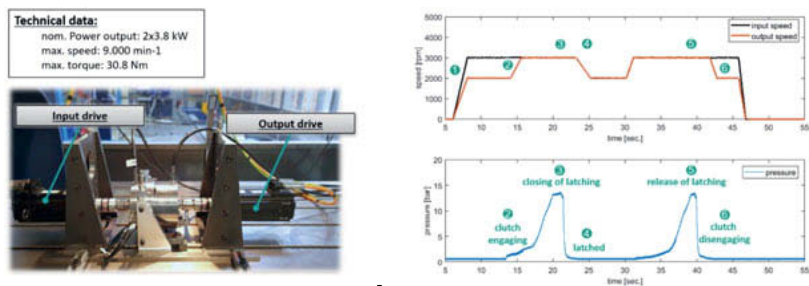 Technical data:
nom. Power output: 2x3.8 kW
max. speed: 9.000 min-1
max. torque: 30.8 Nm
Input drive
Output drive
5000
4000
3000
2000
1000
0
speed [rpm]
input speed
output speed
1
2
3
4
5
6
5 10 15 20 25 30 35 40 45 50 55
time [sec.]
20
15
10
5
0
pressure [bar]
pressure
3
closing of latching
5
release of latching
2
clutch
engaging
4
latched
6
clutch
disengaging
5 10 15 20 25 30 35 40 45 50 55
time [sec.]